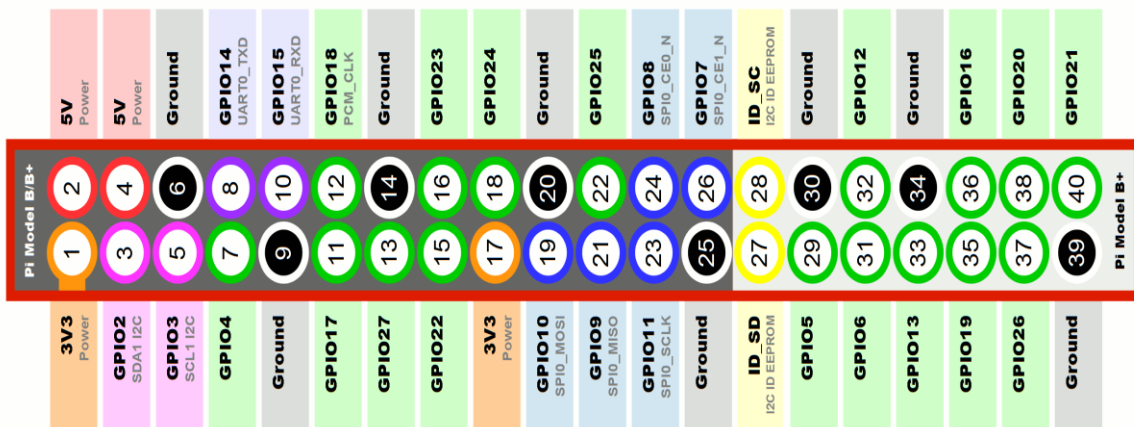 5V
Power
5V
Power
Ground
GPIO14
UART0_TXD
GPIO15
UART0_RXD
GPIO18
PCM_CLK
Ground
GPIO23
GPIO24
Ground
GPIO25
GPIO8
SPI0_CE0_N
GPIO7
SPI0_CE1_N
ID_SC
I2C ID EEPROM
Ground
GPIO12
Ground
GPIO16
GPIO20
GPIO21
Pi Model B/B+
2
4
6
8
10
12
14
16
18
20
22
24
26
28
30
32
34
36
38
40
1
3
5
7
9
11
13
15
17
19
21
23
25
27
29
31
33
35
37
39
Pi Model B+
3V3
Power
GPIO2
SDA1 I2C
GPIO3
SCL1 I2C
GPIO4
Ground
GPIO17
GPIO27
GPIO22
3V3
Power
GPIO10
SPI0_MOSI
GPIO9
SPI0_MISO
GPIO11
SPI0_SCLK
Ground
ID_SD
I2C ID EEPROM
GPIO5
GPIO6
GPIO13
GPIO19
GPIO26
Ground